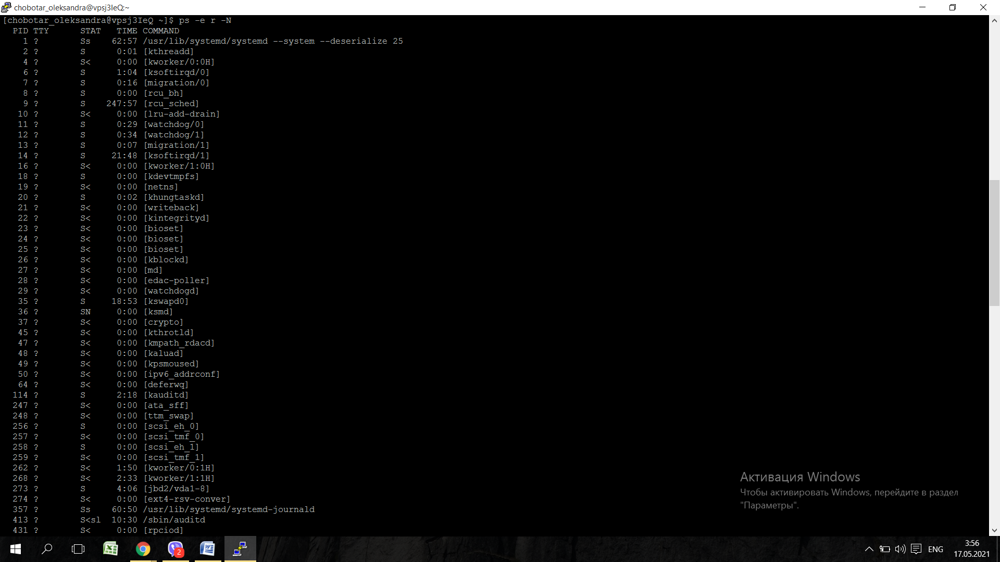 chobotar_oleksandra@vpsj3IeQ:~
[chobotar_oleksandra@vpsj3IeQ ~]$ ps -e r -N
PID TTY STAT TIME COMMAND
1 ? Ss 62:57 /usr/lib/systemd/systemd --system --deserialize 25
2 ? S 0:01 [kthreadd]
4 ? S< 0:00 [kworker/0:0H]
6 ? S 1:04 [ksoftirqd/0]
7 ? S 0:16 [migration/0]
8 ? S 0:00 [rcu_bh]
9 ? S 247:57 [rcu_sched]
10 ? S< 0:00 [lru-add-drain]
11 ? S 0:29 [watchdog/0]
12 ? S 0:34 [watchdog/1]
13 ? S 0:07 [migration/1]
14 ? S 21:48 [ksoftirqd/1]
16 ? S< 0:00 [kworker/1:0H]
18 ? S 0:00 [kdevtmpfs]
19 ? S< 0:00 [netns]
20 ? S 0:02 [khungtaskd]
21 ? S< 0:00 [writeback]
22 ? S< 0:00 [kintegrityd]
23 ? S< 0:00 [bioset]
24 ? S< 0:00 [bioset]
25 ? S< 0:00 [bioset]
26 ? S< 0:00 [kblockd]
27 ? S< 0:00 [md]
28 ? S< 0:00 [edac-poller]
29 ? S< 0:00 [watchdogd]
35 ? S 18:53 [kswapd0]
36 ? SN 0:00 [ksmd]
37 ? S< 0:00 [crypto]
45 ? S< 0:00 [kthrotld]
47 ? S< 0:00 [kmpath_rdacd]
48 ? S< 0:00 [kaluad]
49 ? S< 0:00 [kpsmoused]
50 ? S< 0:00 [ipv6_addrconf]
64 ? S< 0:00 [deferwq]
114 ? S 2:18 [kauditd]
247 ? S< 0:00 [ata_sff]
248 ? S< 0:00 [ttm_swap]
256 ? S 0:00 [scsi_eh_0]
257 ? S< 0:00 [scsi_tmf_0]
258 ? S 0:00 [scsi_eh_1]
259 ? S< 0:00 [scsi_tmf_1]
262 ? S< 1:50 [kworker/0:1H]
268 ? S< 2:33 [kworker/1:1H]
273 ? S 4:06 [jbd2/vda1-8]
274 ? S< 0:00 [ext4-rsv-conver]
357 ? Ss 60:50 /usr/lib/systemd/systemd-journald
413 ? S<sl 10:30 /sbin/auditd
431 ? S< 0:00 [rpciod]
Активация Windows
Чтобы активировать Windows, перейдите в раздел
"Параметры".
2
ENG
3:56
17.05.2021